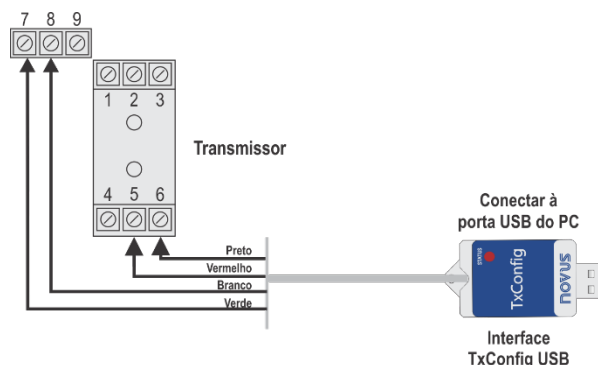 7 8 9
1 2 3
Transmissor
4 5 6
Preto
Vermelho
Branco
Verde
Conectar à
porta USB do PC
STATUS
TxConfig
NOVUS
Interface
TxConfig USB